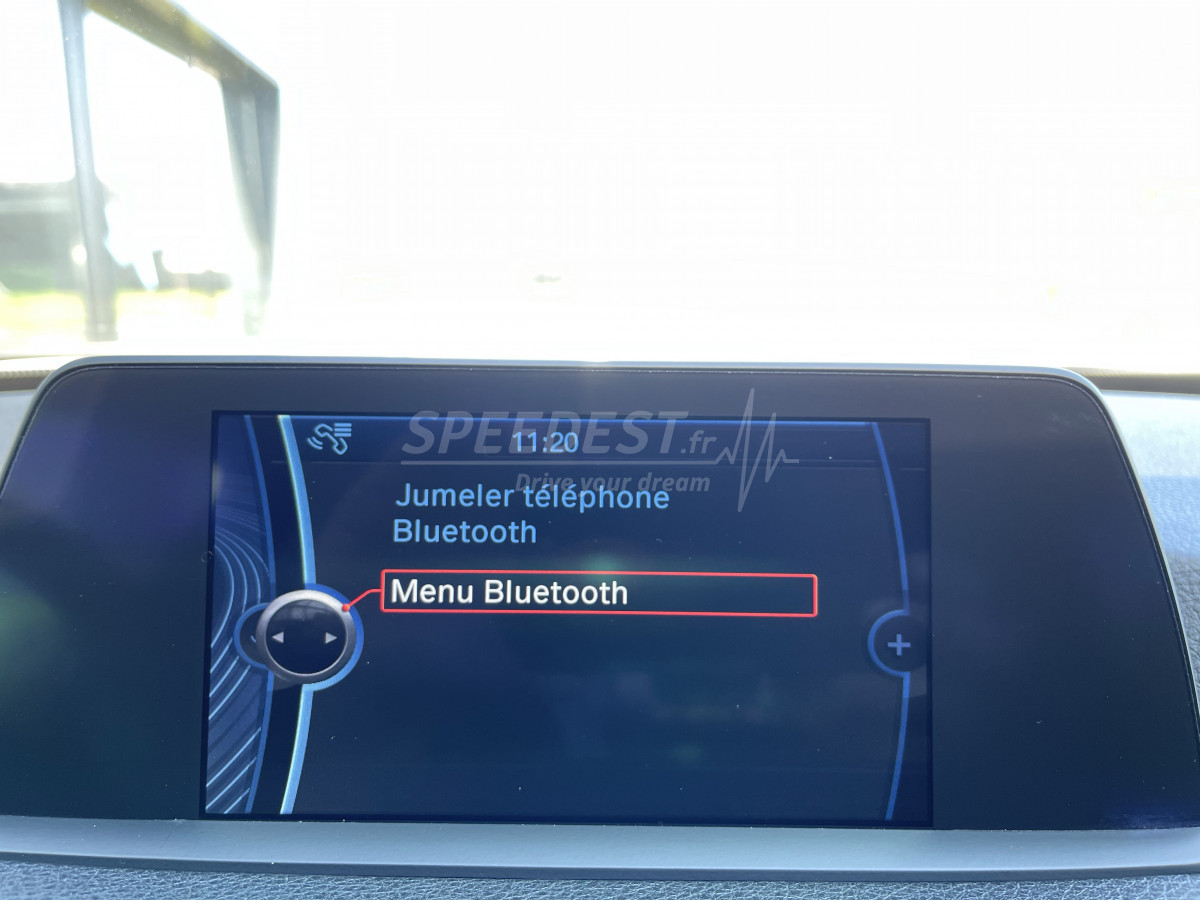 SPEEDEST.fr
11:20
Drive your dream
Jumeler téléphone
Bluetooth
Menu Bluetooth
+